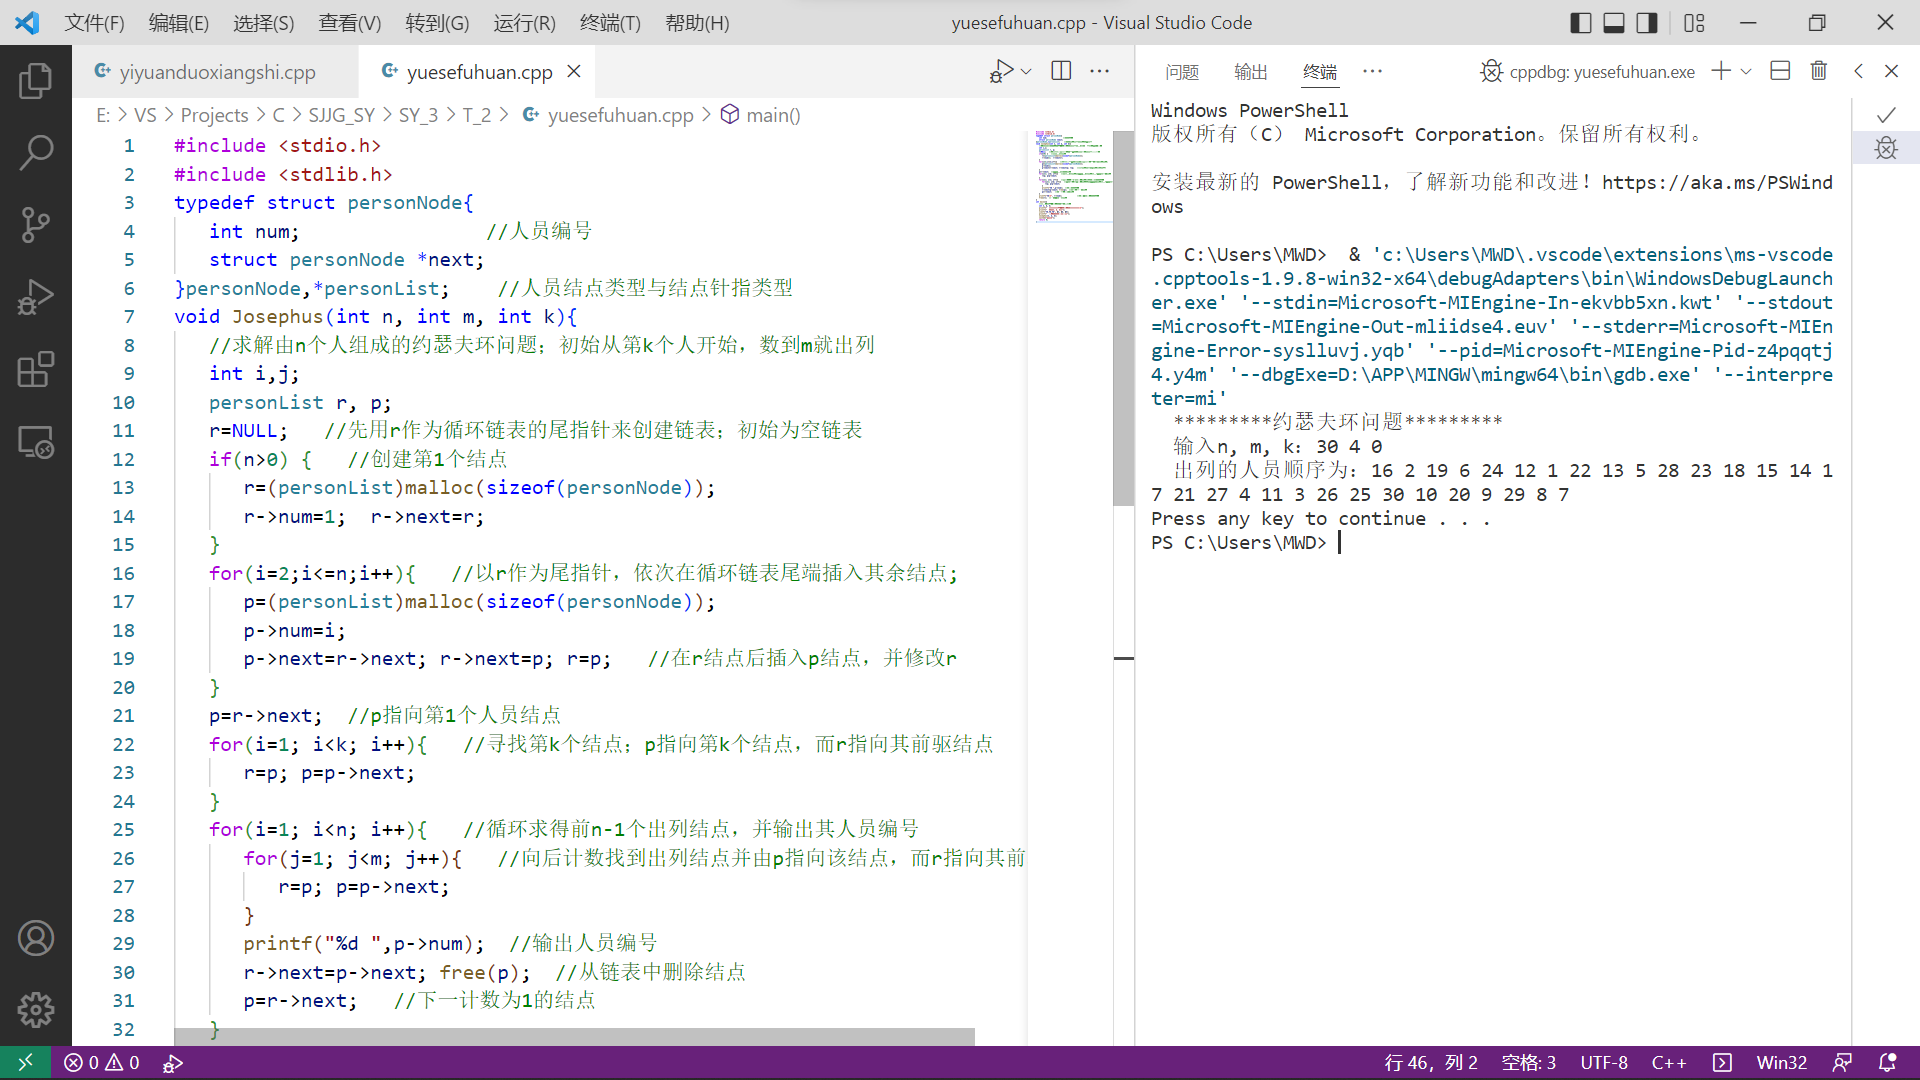 文件(F) 编辑(E) 选择(S) 查看(V) 转到(G) 运行(R) 终端(T) 帮助(H) yuesefuhuan.cpp - Visual Studio Code
yiyuanduoxiangshi.cpp yuesefuhuan.cpp
E: > VS > Projects > C > SJJG_SY > SY_3 > T_2 > yuesefuhuan.cpp > main()
1 #include <stdio.h>
2 #include <stdlib.h>
3 typedef struct personNode{
4 int num; //人员编号
5 struct personNode *next;
6 }personNode,*personList; //人员结点类型与结点针指类型
7 void Josephus(int n, int m, int k){
8 //求解由n个人组成的约瑟夫环问题；初始从第k个人开始，数到m就出列
9 int i,j;
10 personList r, p;
11 r=NULL; //先用r作为循环链表的尾指针来创建链表；初始为空链表
12 if(n>0) { //创建第1个结点
13 r=(personList)malloc(sizeof(personNode));
14 r->num=1; r->next=r;
15 }
16 for(i=2;i<=n;i++){ //以r作为尾指针，依次在循环链表尾端插入其余结点;
17 p=(personList)malloc(sizeof(personNode));
18 p->num=i;
19 p->next=r->next; r->next=p; r=p; //在r结点后插入p结点，并修改r
20 }
21 p=r->next; //p指向第1个人员结点
22 for(i=1; i<k; i++){ //寻找第k个结点；p指向第k个结点，而r指向其前驱结点
23 r=p; p=p->next;
24 }
25 for(i=1; i<n; i++){ //循环求得前n-1个出列结点，并输出其人员编号
26 for(j=1; j<m; j++){ //向后计数找到出列结点并由p指向该结点，而r指向其前
27 r=p; p=p->next;
28 }
29 printf("%d ",p->num); //输出人员编号
30 r->next=p->next; free(p); //从链表中删除结点
31 p=r->next; //下一计数为1的结点
32 }
问题 输出 终端 cppdbg: yuesefuhuan.exe
Windows PowerShell
版权所有（C） Microsoft Corporation。保留所有权利。
安装最新的 PowerShell，了解新功能和改进！https://aka.ms/PSWind
ows
PS C:\Users\MWD>  & 'c:\Users\MWD\.vscode\extensions\ms-vscode
.cpptools-1.9.8-win32-x64\debugAdapters\bin\WindowsDebugLaunch
er.exe' '--stdin=Microsoft-MIEngine-In-ekvbb5xn.kwt' '--stdout
=Microsoft-MIEngine-Out-mliidse4.euv' '--stderr=Microsoft-MIEn
gine-Error-syslluvj.yqb' '--pid=Microsoft-MIEngine-Pid-z4pqqtj
4.y4m' '--dbgExe=D:\APP\MINGW\mingw64\bin\gdb.exe' '--interpre
ter=mi'
*********约瑟夫环问题*********
输入n, m, k：30 4 0
出列的人员顺序为：16 2 19 6 24 12 1 22 13 5 28 23 18 15 14 1
7 21 27 4 11 3 26 25 30 10 20 9 29 8 7
Press any key to continue . . .
PS C:\Users\MWD>
0 0 行 46，列 2 空格: 3 UTF-8 C++ Win32